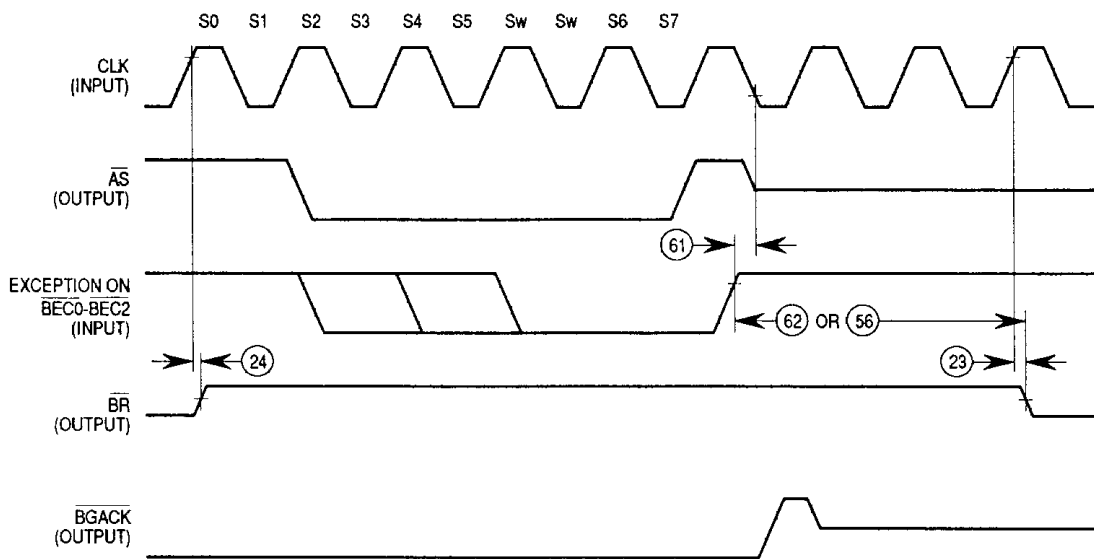 S0 S1 S2 S3 S4 S5 Sw Sw S6 S7
CLK
(INPUT)
AS
(OUTPUT)
61
EXCEPTION ON
BEC0-BEC2
(INPUT)
62 OR 56
24
23
BR
(OUTPUT)
BGACK
(OUTPUT)